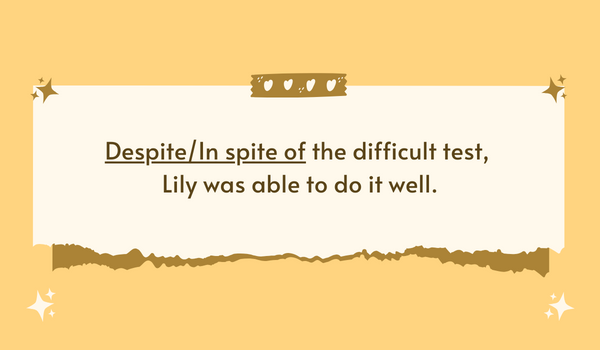 Despite/In spite of the difficult test,
Lily was able to do it well.